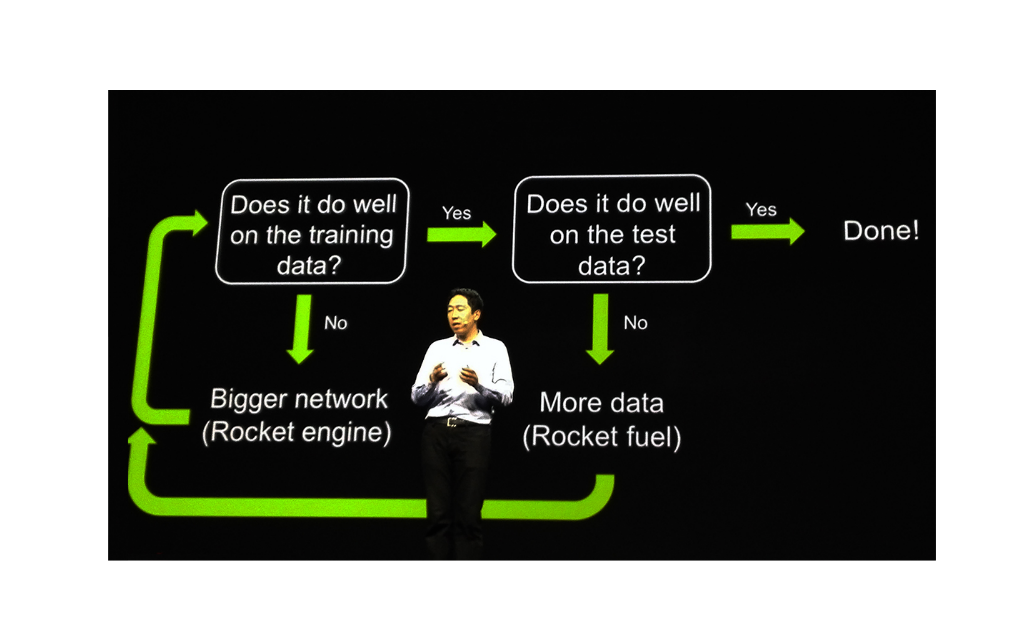 Does it do well
on the training
data?
Yes
Does it do well
on the test
data?
Yes
Done!
No
No
Bigger network
(Rocket engine)
More data
(Rocket fuel)